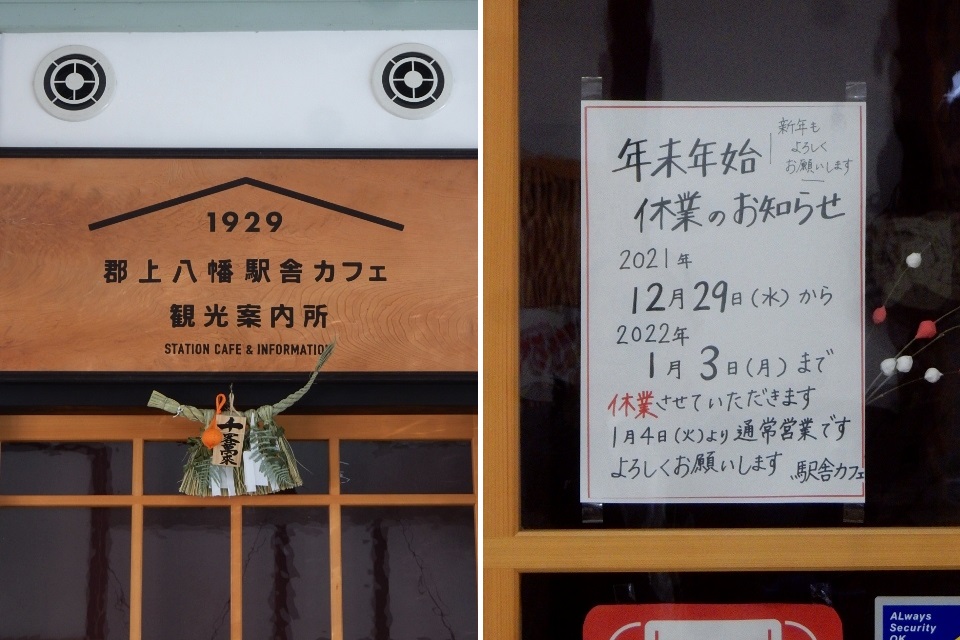 1929
郡上八幡駅舎カフェ
観光案内所
STATION CAFE & INFORMATION
年末年始
新年も
よろしく
お願いします
休業のお知らせ
2021年
12月29日(水)から
2022年
1月3日(月)まで
休業させていただきます
1月4日(火)より通常営業です
よろしくお願いします
駅舎カフェ
ALways
Security
OK